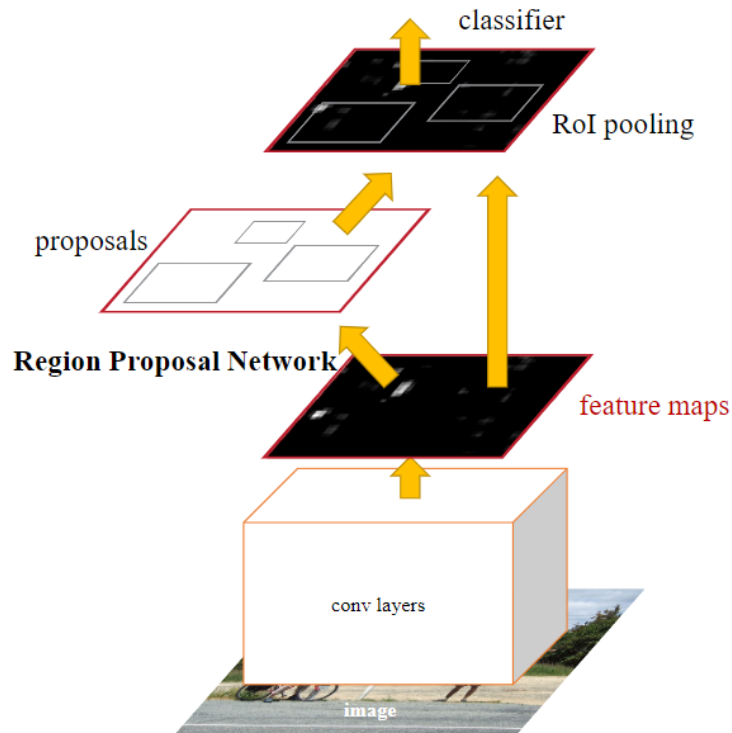 classifier
RoI pooling
proposals
Region Proposal Network
feature maps
conv layers
image